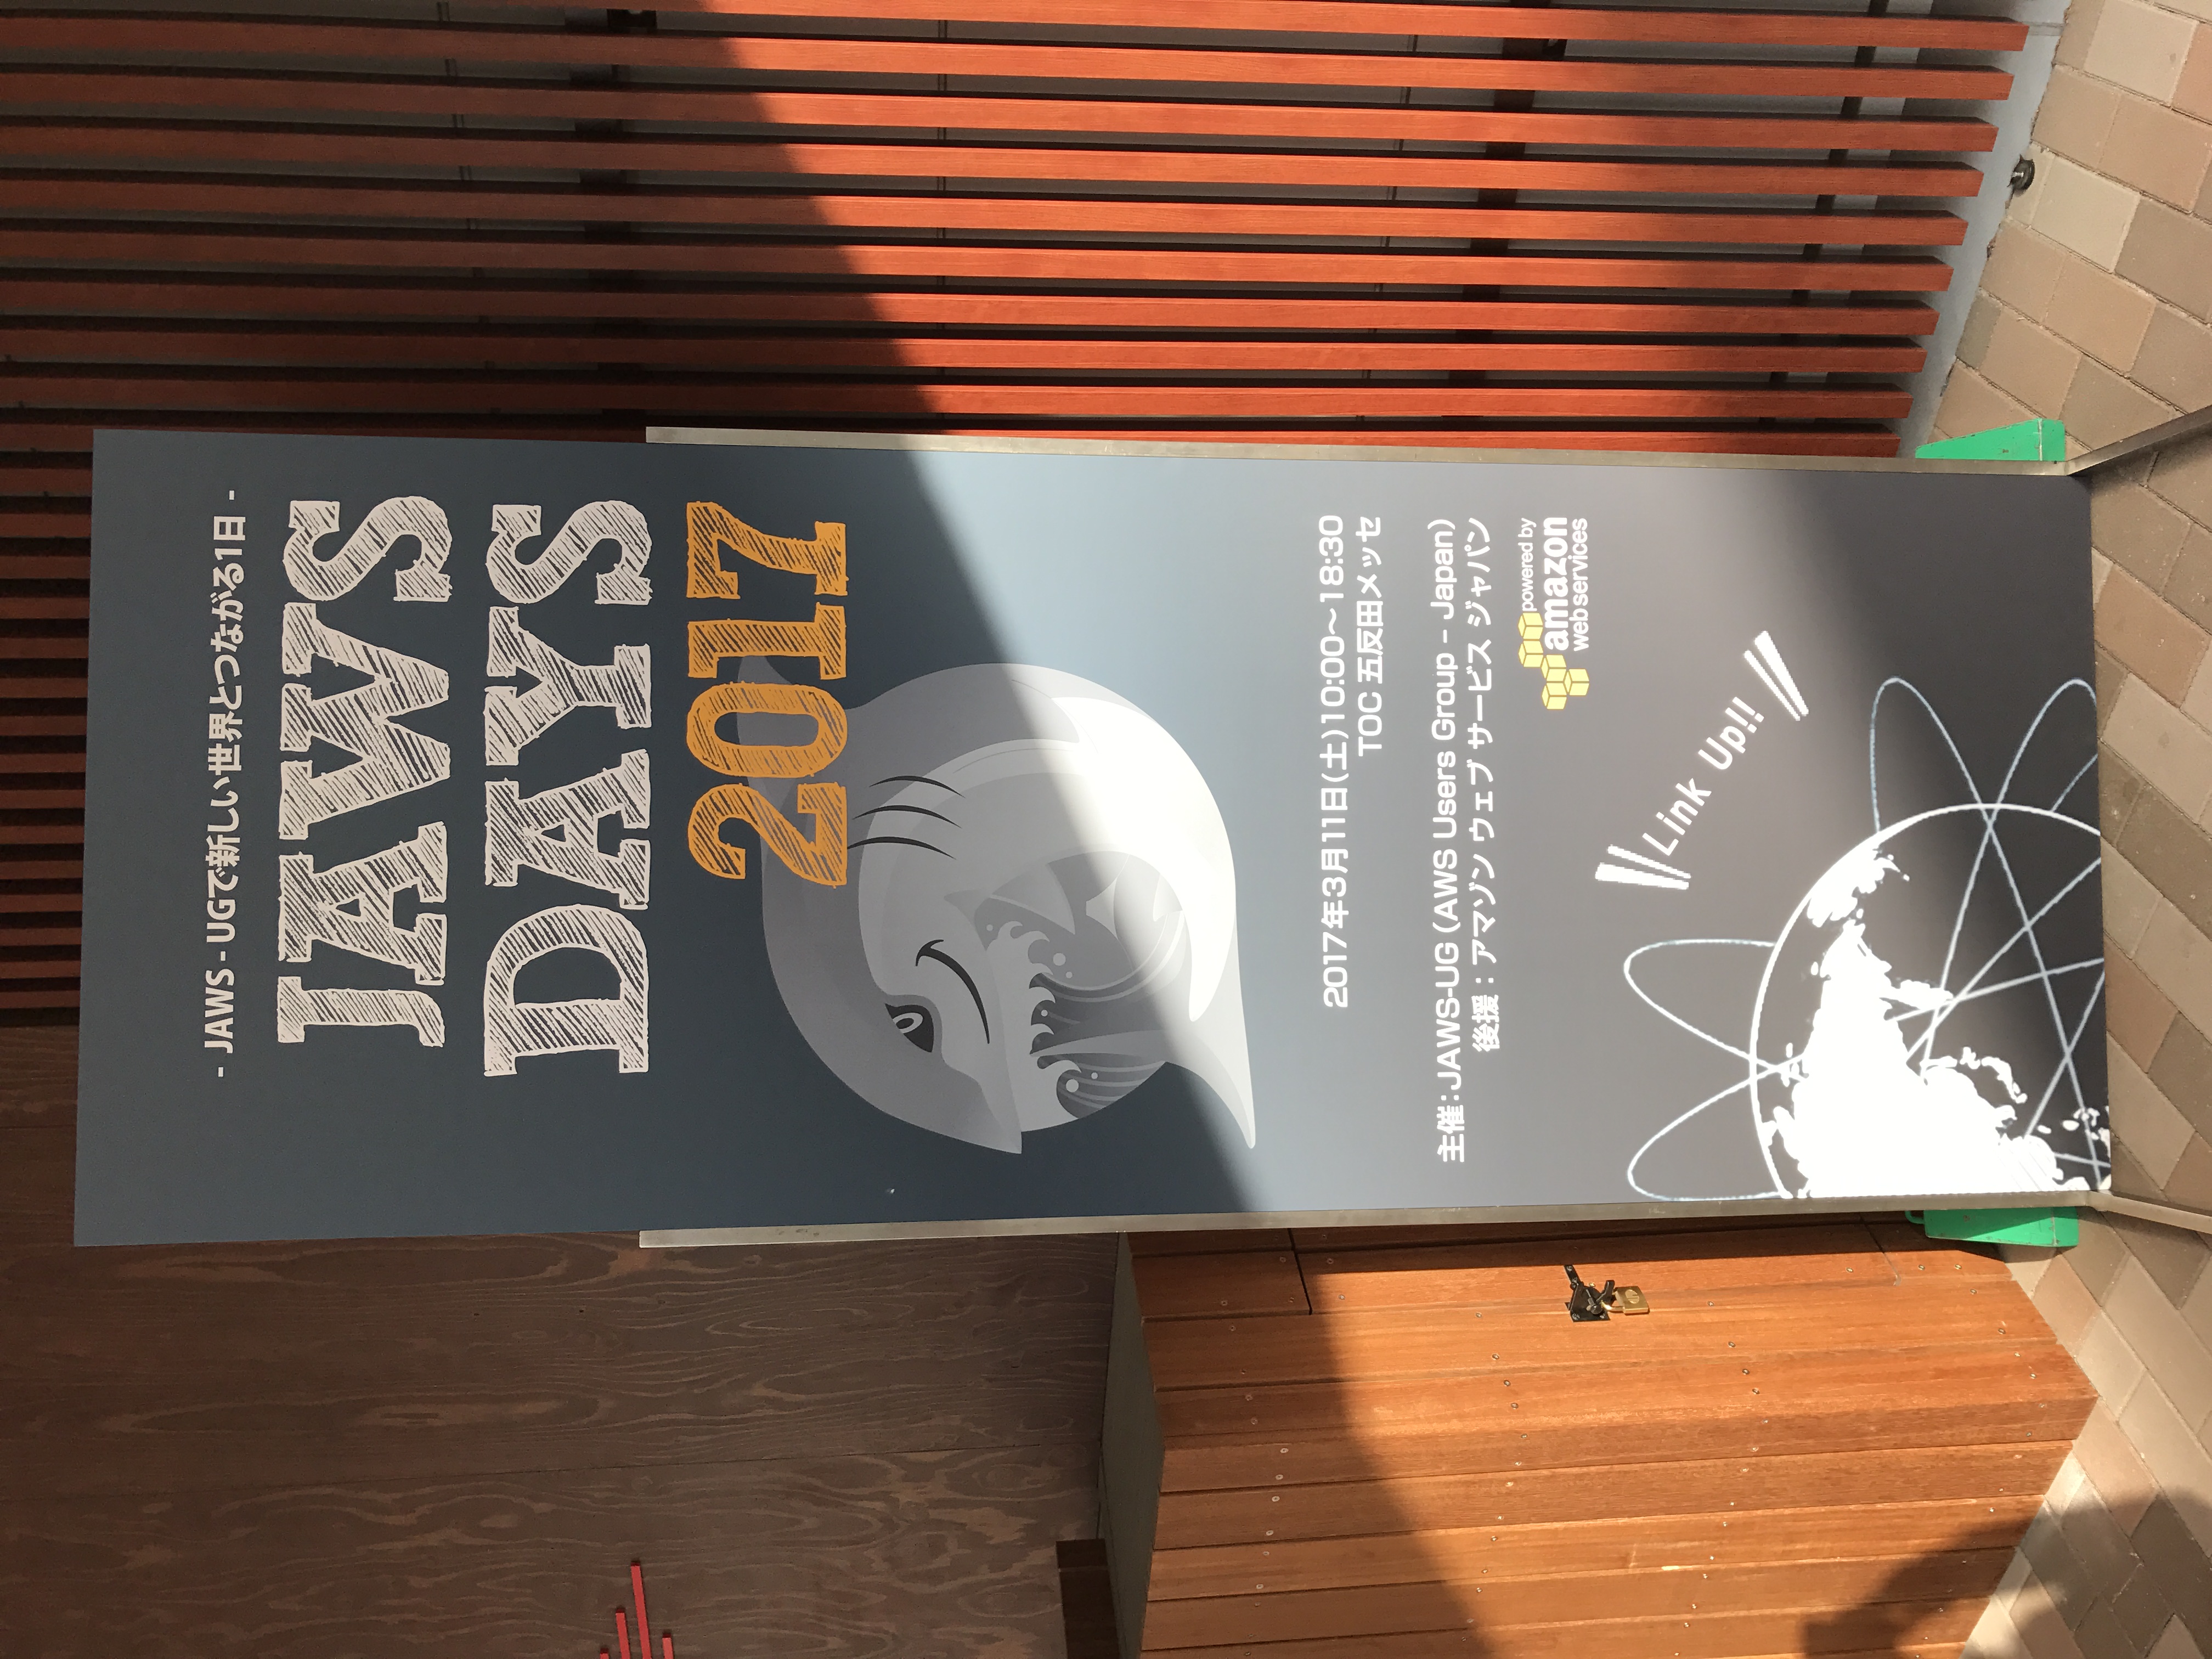 - JAWS - UGで新しい世界とつながる1日 -
JAWS
DAYS
2017
2017年3月11日(土)10:00〜18:30
TOC 五反田メッセ
主催:JAWS-UG (AWS Users Group – Japan)
後援：アマゾン ウェブ サービス ジャパン
powered by
amazon
web services
Link Up!!